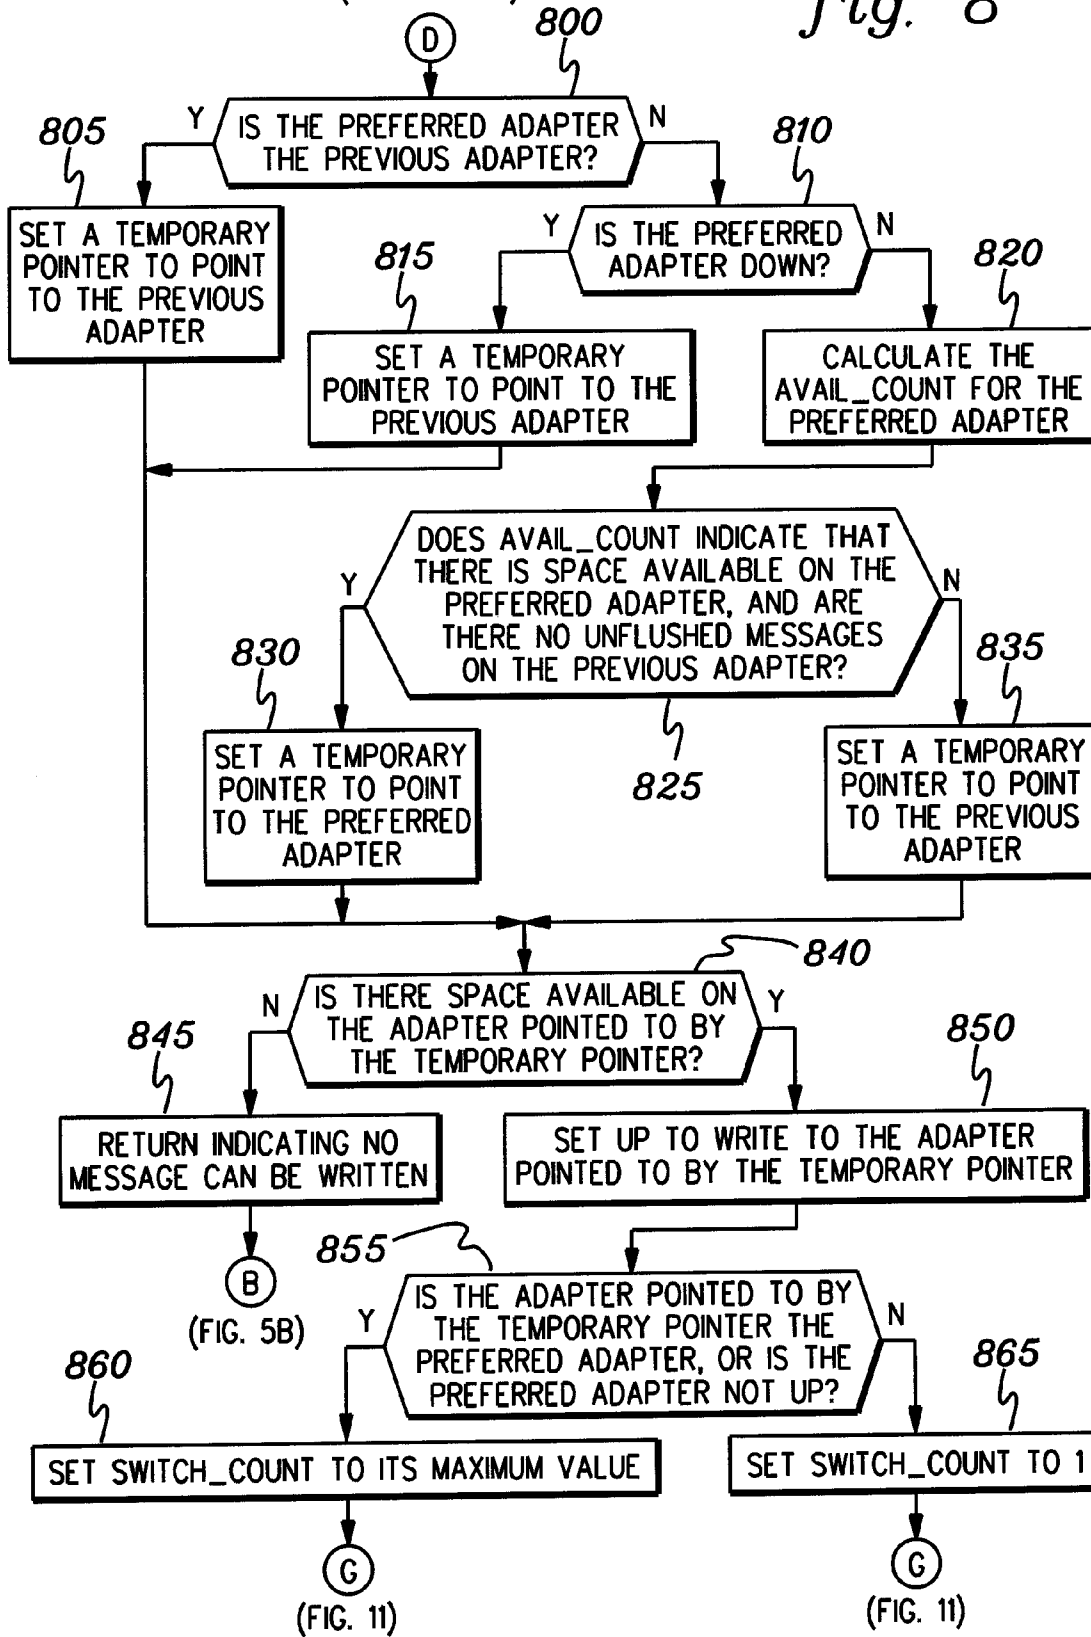 Fig. 8
D
800
IS THE PREFERRED ADAPTER
THE PREVIOUS ADAPTER?
Y
N
805
SET A TEMPORARY
POINTER TO POINT
TO THE PREVIOUS
ADAPTER
810
IS THE PREFERRED
ADAPTER DOWN?
Y
N
815
SET A TEMPORARY
POINTER TO POINT TO THE
PREVIOUS ADAPTER
820
CALCULATE THE
AVAIL_COUNT FOR THE
PREFERRED ADAPTER
DOES AVAIL_COUNT INDICATE THAT
THERE IS SPACE AVAILABLE ON THE
PREFERRED ADAPTER, AND ARE
THERE NO UNFLUSHED MESSAGES
ON THE PREVIOUS ADAPTER?
Y
N
825
830
SET A TEMPORARY
POINTER TO POINT
TO THE PREFERRED
ADAPTER
835
SET A TEMPORARY
POINTER TO POINT
TO THE PREVIOUS
ADAPTER
840
IS THERE SPACE AVAILABLE ON
THE ADAPTER POINTED TO BY
THE TEMPORARY POINTER?
N
Y
845
RETURN INDICATING NO
MESSAGE CAN BE WRITTEN
B
(FIG. 5B)
850
SET UP TO WRITE TO THE ADAPTER
POINTED TO BY THE TEMPORARY POINTER
855
IS THE ADAPTER POINTED TO BY
THE TEMPORARY POINTER THE
PREFERRED ADAPTER, OR IS THE
PREFERRED ADAPTER NOT UP?
Y
N
860
SET SWITCH_COUNT TO ITS MAXIMUM VALUE
G
(FIG. 11)
865
SET SWITCH_COUNT TO 1
G
(FIG. 11)